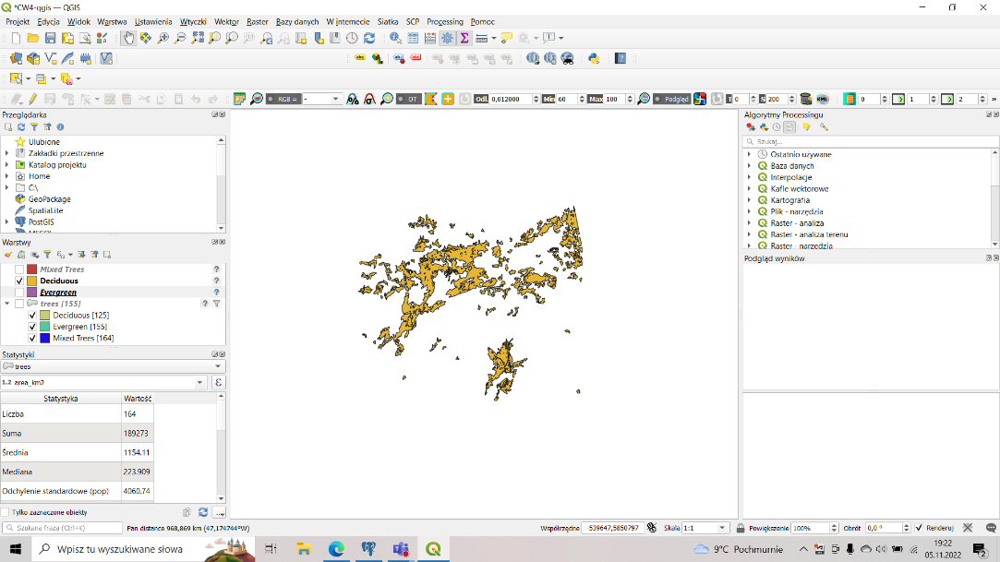 *CW4-qgis — QGIS
Projekt Edycja Widok Warstwa Ustawienia Wtyczki Wektor Raster Bazy danych W internecie Siatka SCP Processing Pomoc
RGB = - OT OdL 0,012000 Min 60 Max 100 Podgląd T 0 S 200 KML 0 1 2 »
Przeglądarka
Ulubione
Zakładki przestrzenne
Katalog projektu
Home
C:\
GeoPackage
SpatiaLite
PostGIS
Warstwy
Mixed Trees
Deciduous
Evergreen
trees [155]
Deciduous [125]
Evergreen [155]
Mixed Trees [164]
Statystyki
trees
1.2 area_km2
Statystyka Wartość
Liczba 164
Suma 189273
Średnia 1154.11
Mediana 223.909
Odchylenie standardowe (pop) 4060.74
Tylko zaznaczone obiekty
Algorytmy Processingu
Szukaj...
Ostatnio używane
Baza danych
Interpolacje
Kafle wektorowe
Kartografia
Plik - narzędzia
Raster - analiza
Raster - analiza terenu
Raster - narzędzia
Podgląd wyników
Szukana fraza (Ctrl+K) Pan distance 968,869 km (47,174744°W) Współrzędne -539647,5850797 Skala 1:1 Powiększenie 100% Obrót 0,0 ° Renderuj
Wpisz tu wyszukiwane słowa 9°C Pochmurnie 19:22
05.11.2022 2